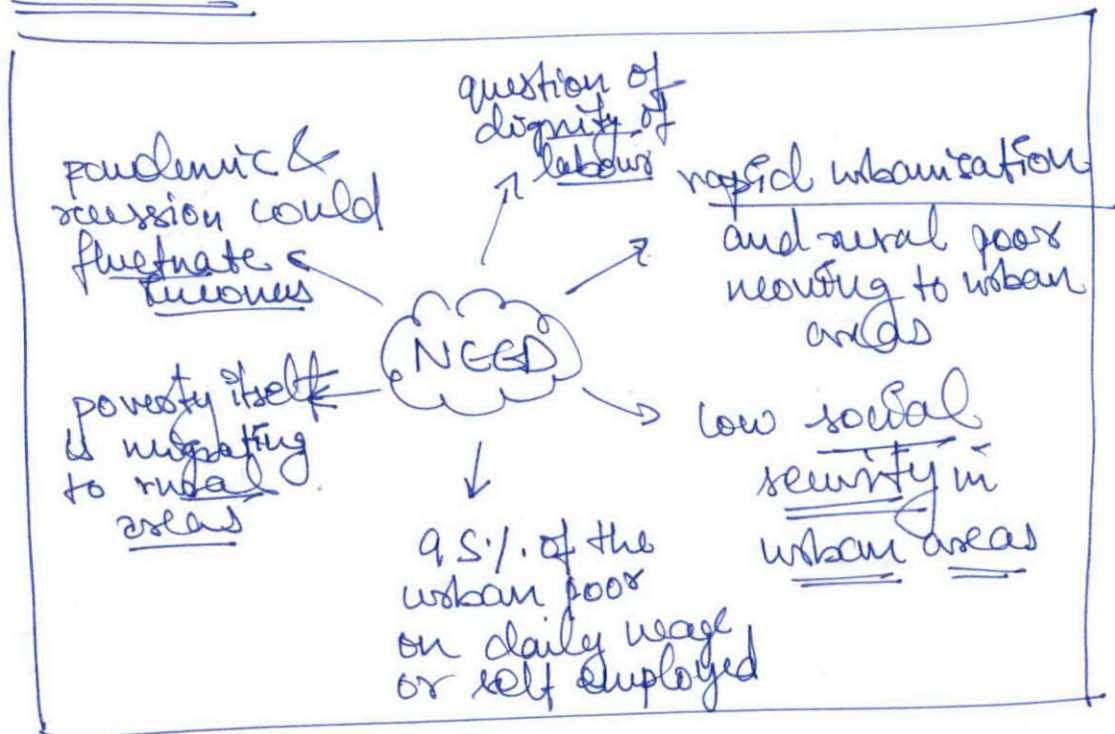 question of
dignity of
labour
pandemic &
recession could
fluctuate
incomes
rapid urbanisation
and rural poor
moving to urban
areas
NEED
poverty itself
is migrating
to rural
areas
low social
security in
urban areas
95% of the
urban poor
on daily wage
or self employed